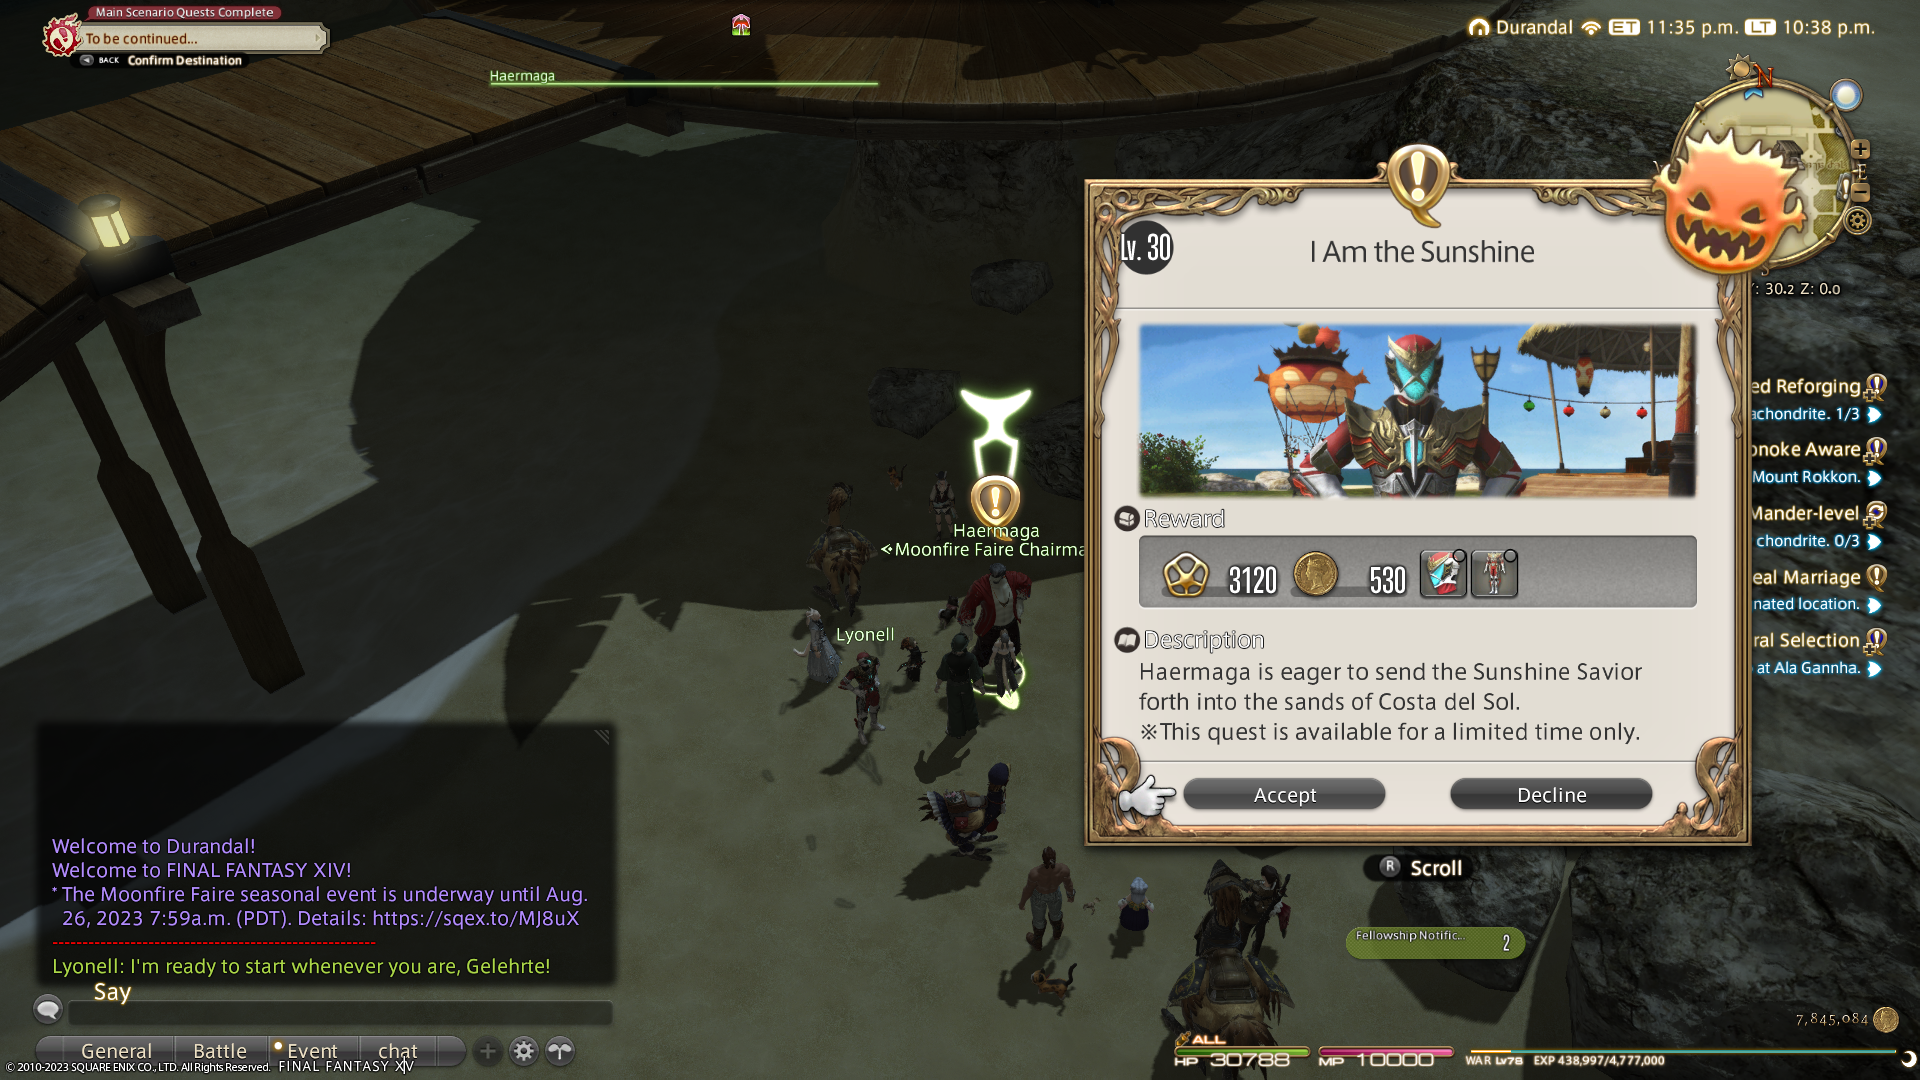 Main Scenario Quests Complete
To be continued...
BACK Confirm Destination
Haermaga
Durandal ET 11:35 p.m. LT 10:38 p.m.
N
E
S
Y: 30.2 Z: 0.0
Lv. 30
I Am the Sunshine
Reward
3120 530
Description
Haermaga is eager to send the Sunshine Savior
forth into the sands of Costa del Sol.
※This quest is available for a limited time only.
Accept Decline
R Scroll
ed Reforging
achondrite. 1/3
onoke Aware
Mount Rokkon.
Mander-level
chondrite. 0/3
eal Marriage
nated location.
ral Selection
at Ala Gannha.
Haermaga
Moonfire Faire Chairma
Lyonell
Welcome to Durandal!
Welcome to FINAL FANTASY XIV!
* The Moonfire Faire seasonal event is underway until Aug.
26, 2023 7:59a.m. (PDT). Details: https://sqex.to/MJ8uX
------------------------------------------------------
Lyonell: I'm ready to start whenever you are, Gelehrte!
Say
General Battle Event chat
Fellowship Notific... 2
7,845,084
ALL
HP 30788 MP 10000 WAR Lv78 EXP 438,997/4,777,000
© 2010-2023 SQUARE ENIX CO., LTD. All Rights Reserved. FINAL FANTASY XIV